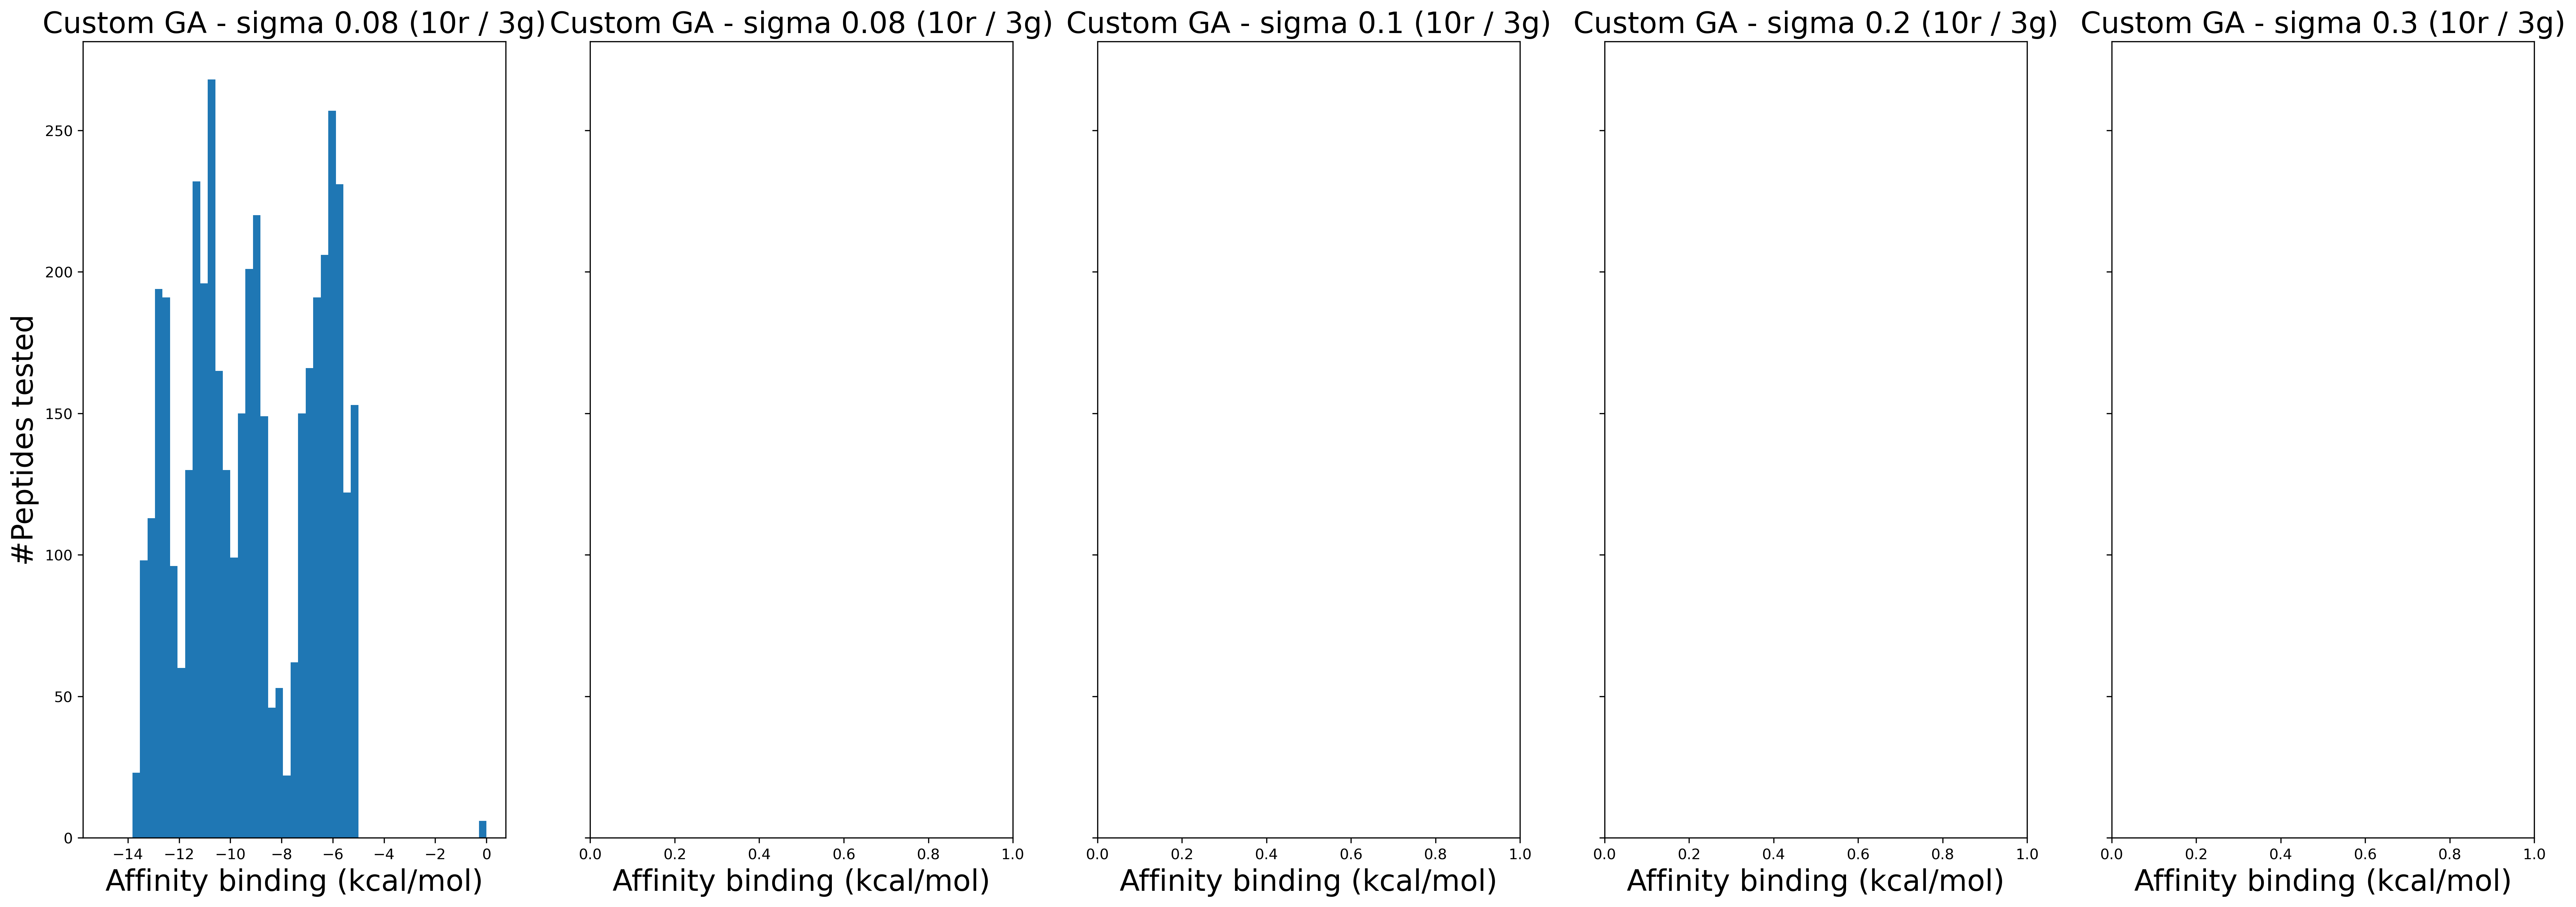 Custom GA - sigma 0.08 (10r / 3g)
#Peptides tested
250
200
150
100
50
0
−14 −12 −10 −8 −6 −4 −2 0
Affinity binding (kcal/mol)
Custom GA - sigma 0.08 (10r / 3g)
0.0 0.2 0.4 0.6 0.8 1.0
Affinity binding (kcal/mol)
Custom GA - sigma 0.1 (10r / 3g)
0.0 0.2 0.4 0.6 0.8 1.0
Affinity binding (kcal/mol)
Custom GA - sigma 0.2 (10r / 3g)
0.0 0.2 0.4 0.6 0.8 1.0
Affinity binding (kcal/mol)
Custom GA - sigma 0.3 (10r / 3g)
0.0 0.2 0.4 0.6 0.8 1.0
Affinity binding (kcal/mol)